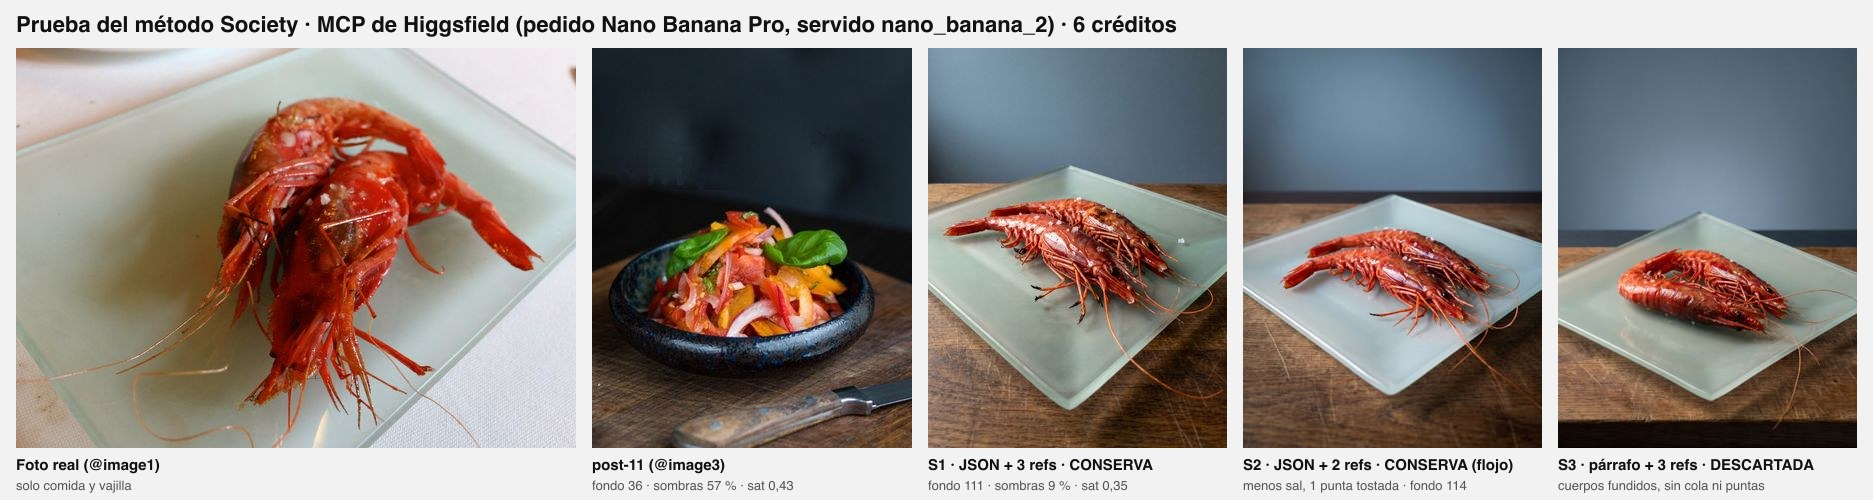 Prueba del método Society · MCP de Higgsfield (pedido Nano Banana Pro, servido nano_banana_2) · 6 créditos
Foto real (@image1)
solo comida y vajilla
post-11 (@image3)
fondo 36 · sombras 57 % · sat 0,43
S1 · JSON + 3 refs · CONSERVA
fondo 111 · sombras 9 % · sat 0,35
S2 · JSON + 2 refs · CONSERVA (flojo)
menos sal, 1 punta tostada · fondo 114
S3 · párrafo + 3 refs · DESCARTADA
cuerpos fundidos, sin cola ni puntas